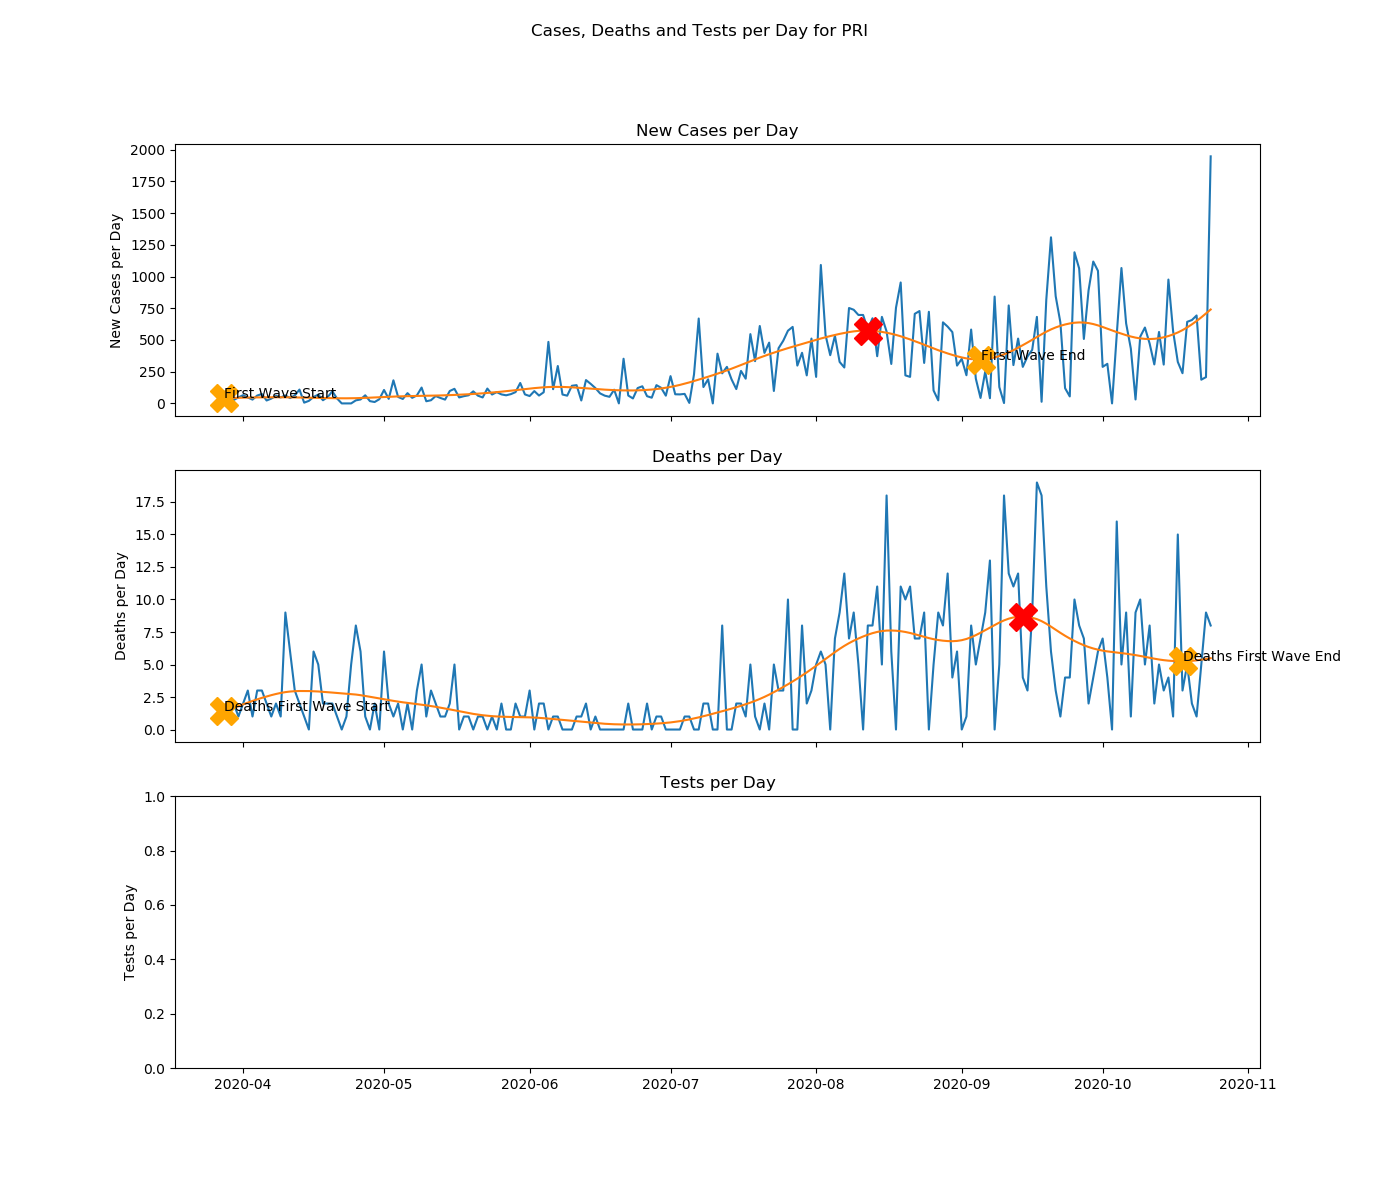 Cases, Deaths and Tests per Day for PRI
New Cases per Day
2000
1750
1500
1250
1000
750
500
250
0
New Cases per Day
First Wave Start
First Wave End
Deaths per Day
17.5
15.0
12.5
10.0
7.5
5.0
2.5
0.0
Deaths per Day
Deaths First Wave Start
Deaths First Wave End
Tests per Day
1.0
0.8
0.6
0.4
0.2
0.0
Tests per Day
2020-04 2020-05 2020-06 2020-07 2020-08 2020-09 2020-10 2020-11